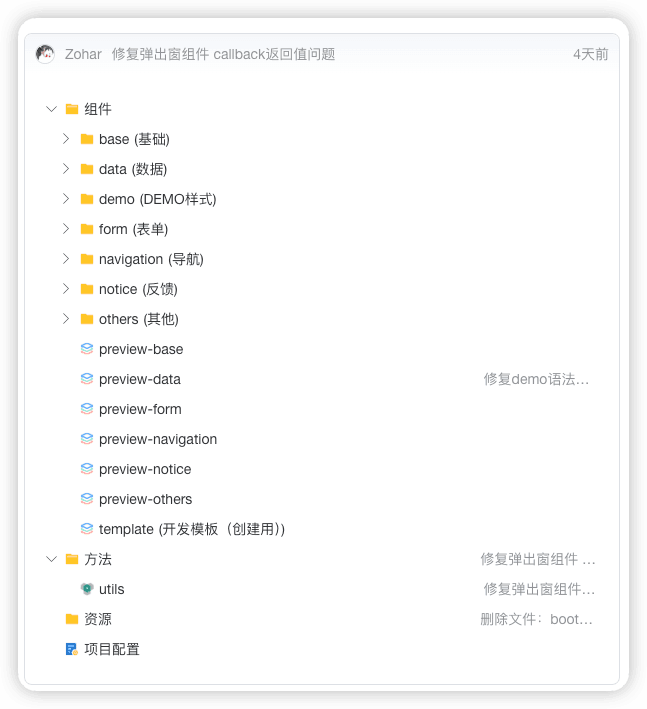 Zohar 修复弹出窗组件 callback返回值问题 4天前
组件
base (基础)
data (数据)
demo (DEMO样式)
form (表单)
navigation (导航)
notice (反馈)
others (其他)
preview-base
preview-data 修复demo语法...
preview-form
preview-navigation
preview-notice
preview-others
template (开发模板（创建用）)
方法 修复弹出窗组件 ...
utils 修复弹出窗组件...
资源 删除文件：boot...
项目配置